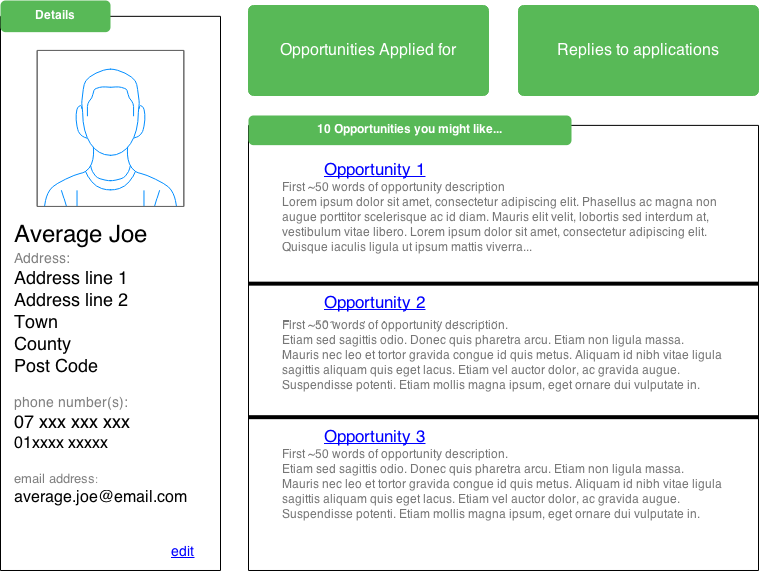 Details
Average Joe
Address:
Address line 1
Address line 2
Town
County
Post Code
phone number(s):
07 xxx xxx xxx
01xxxx xxxxx
email address:
average.joe@email.com
edit
Opportunities Applied for
Replies to applications
10 Opportunities you might like...
Opportunity 1
First ~50 words of opportunity description
Lorem ipsum dolor sit amet, consectetur adipiscing elit. Phasellus ac magna non
augue porttitor scelerisque ac id diam. Mauris elit velit, lobortis sed interdum at,
vestibulum vitae libero. Lorem ipsum dolor sit amet, consectetur adipiscing elit.
Quisque iaculis ligula ut ipsum mattis viverra...
Opportunity 2
First ~50 words of opportunity description.
Etiam sed sagittis odio. Donec quis pharetra arcu. Etiam non ligula massa.
Mauris nec leo et tortor gravida congue id quis metus. Aliquam id nibh vitae ligula
sagittis aliquam quis eget lacus. Etiam vel auctor dolor, ac gravida augue.
Suspendisse potenti. Etiam mollis magna ipsum, eget ornare dui vulputate in.
Opportunity 3
First ~50 words of opportunity description.
Etiam sed sagittis odio. Donec quis pharetra arcu. Etiam non ligula massa.
Mauris nec leo et tortor gravida congue id quis metus. Aliquam id nibh vitae ligula
sagittis aliquam quis eget lacus. Etiam vel auctor dolor, ac gravida augue.
Suspendisse potenti. Etiam mollis magna ipsum, eget ornare dui vulputate in.